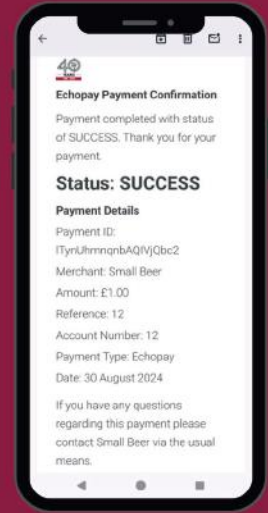 40
Echopay Payment Confirmation
Payment completed with status
of SUCCESS. Thank you for your
payment.
Status: SUCCESS
Payment Details
Payment ID:
ITynUhmnqnbAQIVjQbc2
Merchant: Small Beer
Amount: £1.00
Reference: 12
Account Number: 12
Payment Type: Echopay
Date: 30 August 2024
If you have any questions
regarding this payment please
contact Small Beer via the usual
means.